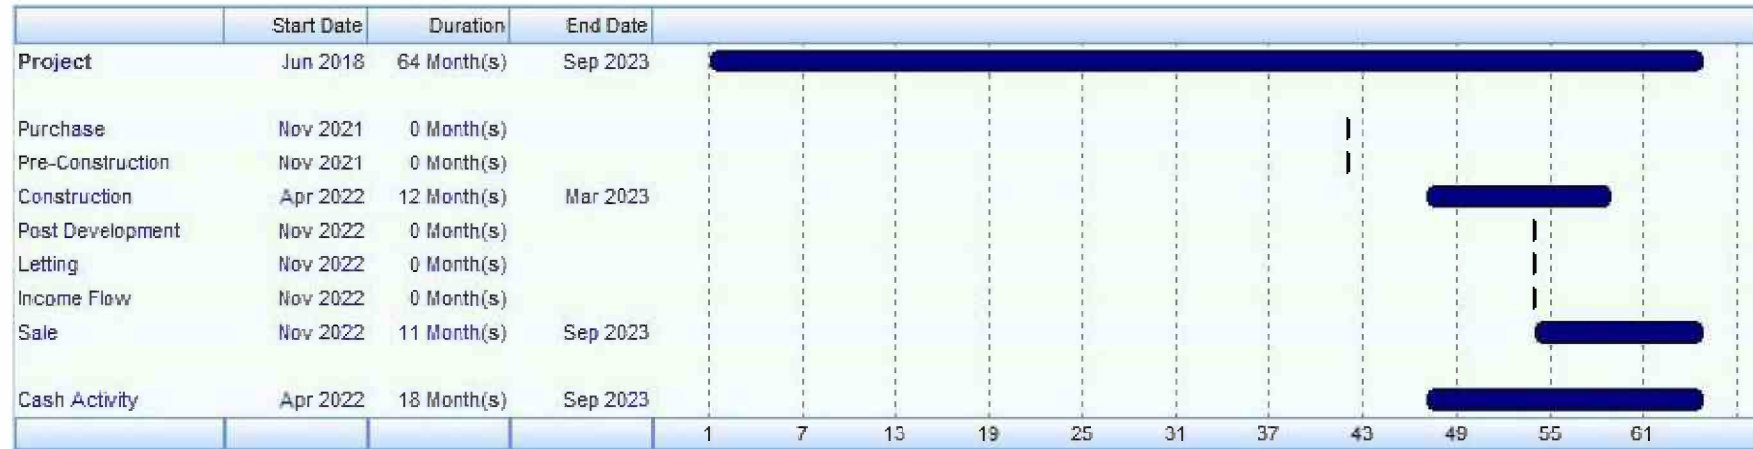 Start Date Duration End Date
Project Jun 2018 64 Month(s) Sep 2023
Purchase Nov 2021 0 Month(s)
Pre-Construction Nov 2021 0 Month(s)
Construction Apr 2022 12 Month(s) Mar 2023
Post Development Nov 2022 0 Month(s)
Letting Nov 2022 0 Month(s)
Income Flow Nov 2022 0 Month(s)
Sale Nov 2022 11 Month(s) Sep 2023
Cash Activity Apr 2022 18 Month(s) Sep 2023
1 7 13 19 25 31 37 43 49 55 61